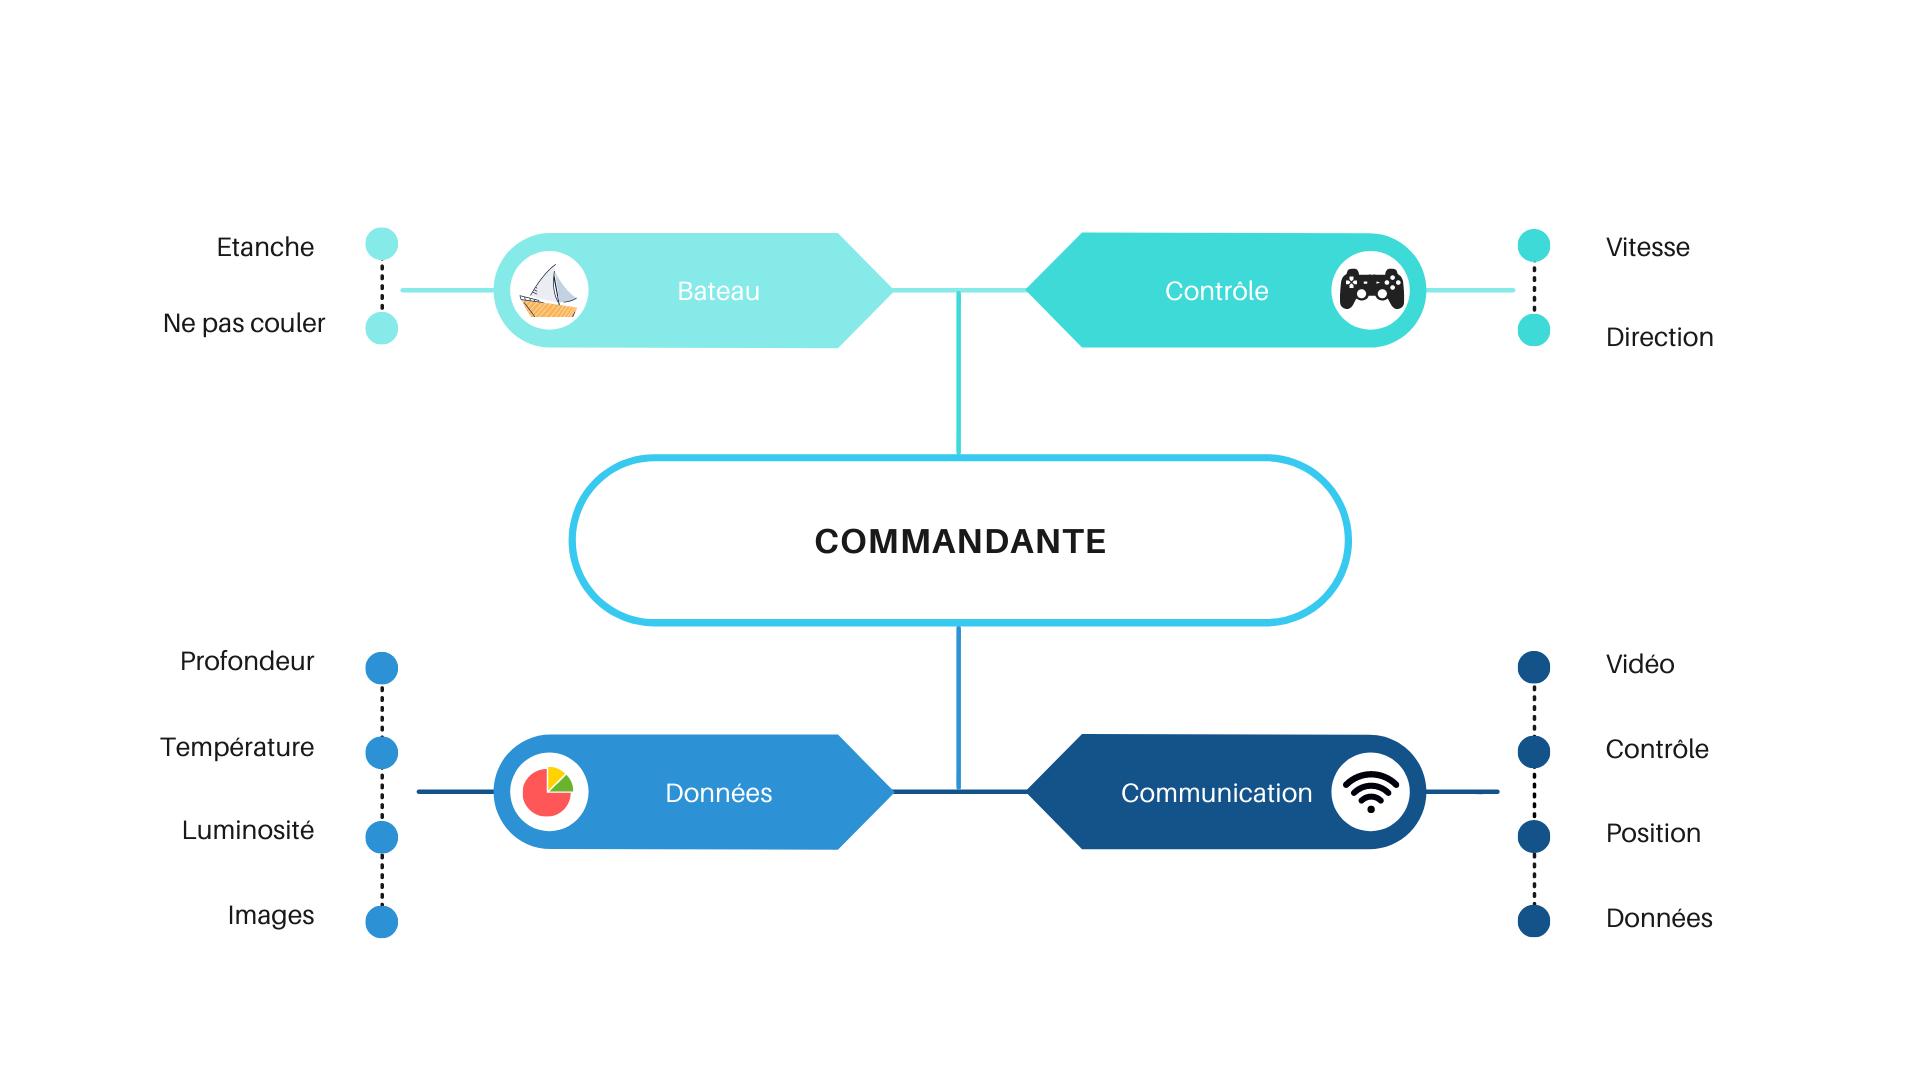 Etanche
Ne pas couler
Bateau
Contrôle
Vitesse
Direction
COMMANDANTE
Profondeur
Température
Luminosité
Images
Données
Communication
Vidéo
Contrôle
Position
Données